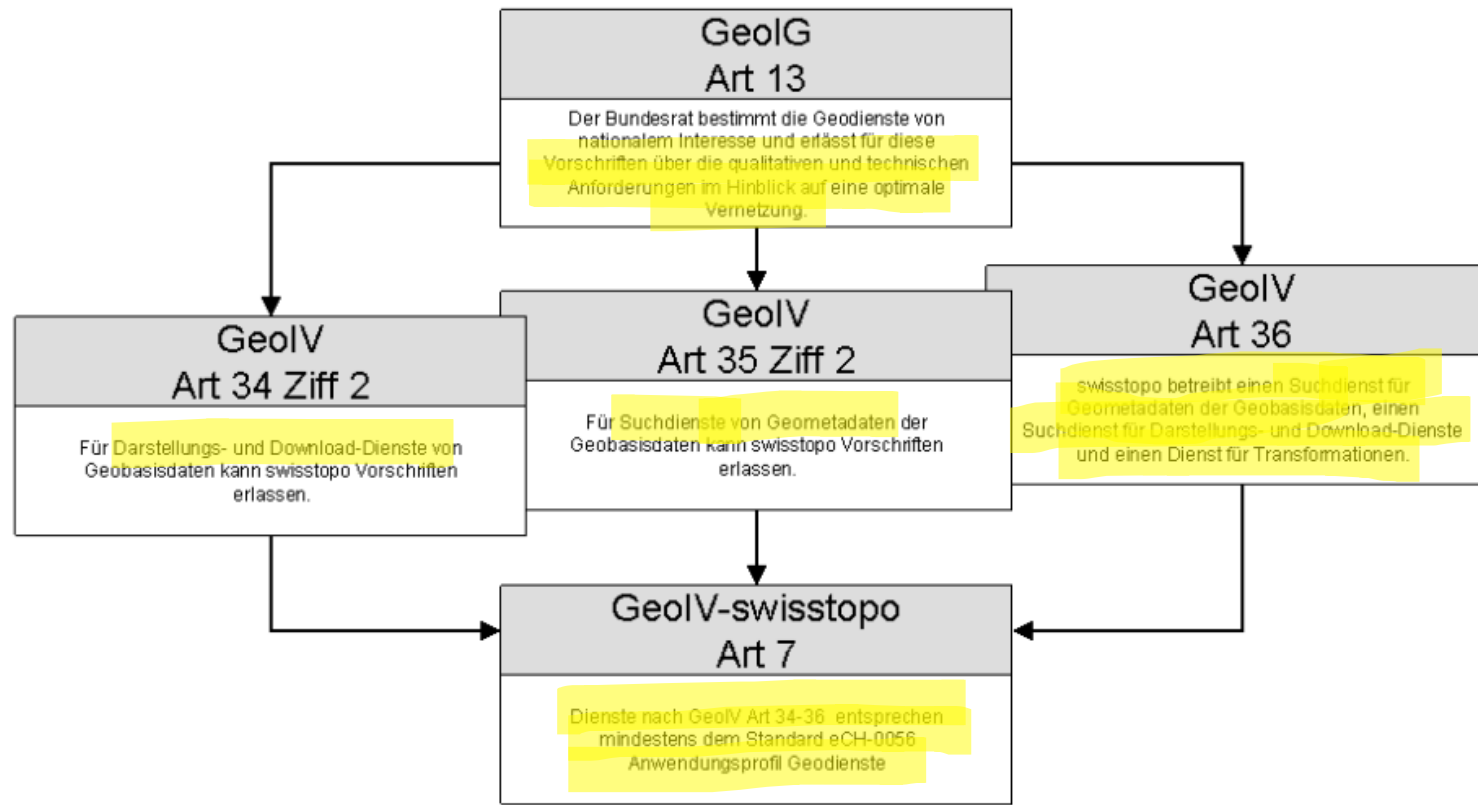 GeoIG
Art 13
Der Bundesrat bestimmt die Geodienste von
nationalem Interesse und erlässt für diese
Vorschriften über die qualitativen und technischen
Anforderungen im Hinblick auf eine optimale
Vernetzung.
GeoIV
Art 34 Ziff 2
Für Darstellungs- und Download-Dienste von
Geobasisdaten kann swisstopo Vorschriften
erlassen.
GeoIV
Art 35 Ziff 2
Für Suchdienste von Geometadaten der
Geobasisdaten kann swisstopo Vorschriften
erlassen.
GeoIV
Art 36
swisstopo betreibt einen Suchdienst für
Geometadaten der Geobasisdaten, einen
Suchdienst für Darstellungs- und Download-Dienste
und einen Dienst für Transformationen.
GeoIV-swisstopo
Art 7
Dienste nach GeoIV Art 34-36 entsprechen
mindestens dem Standard eCH-0056
Anwendungsprofil Geodienste